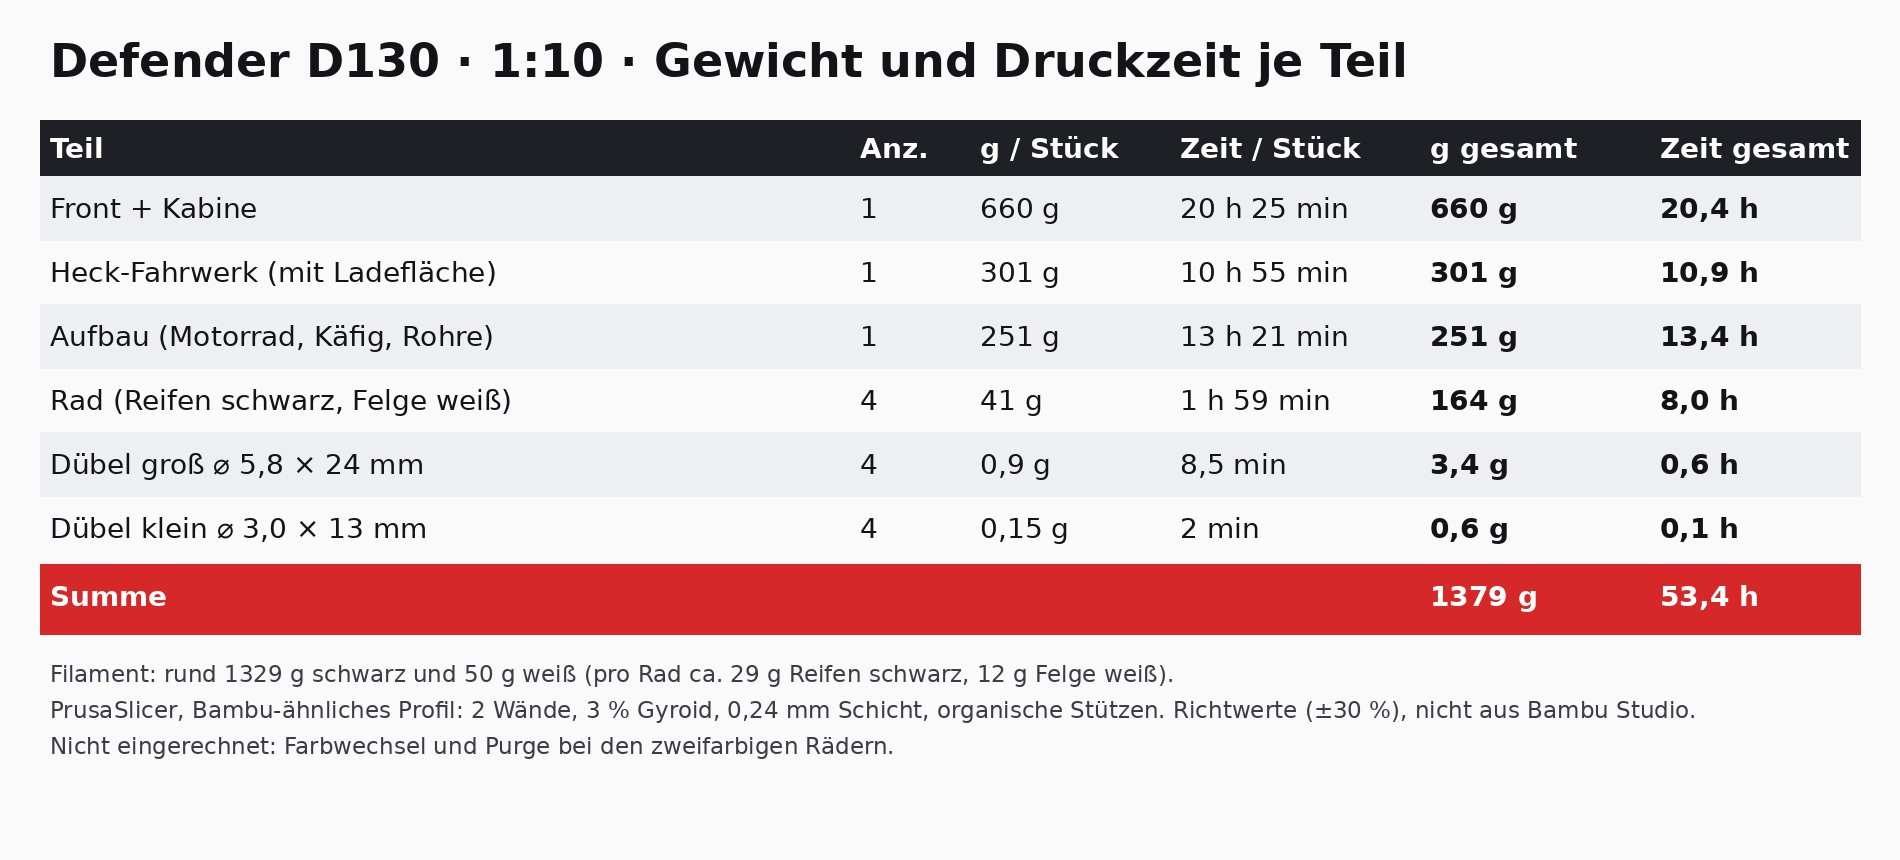 Defender D130 · 1:10 · Gewicht und Druckzeit je Teil
Teil Anz. g / Stück Zeit / Stück g gesamt Zeit gesamt
Front + Kabine 1 660 g 20 h 25 min 660 g 20,4 h
Heck-Fahrwerk (mit Ladefläche) 1 301 g 10 h 55 min 301 g 10,9 h
Aufbau (Motorrad, Käfig, Rohre) 1 251 g 13 h 21 min 251 g 13,4 h
Rad (Reifen schwarz, Felge weiß) 4 41 g 1 h 59 min 164 g 8,0 h
Dübel groß ⌀ 5,8 × 24 mm 4 0,9 g 8,5 min 3,4 g 0,6 h
Dübel klein ⌀ 3,0 × 13 mm 4 0,15 g 2 min 0,6 g 0,1 h
Summe 1379 g 53,4 h
Filament: rund 1329 g schwarz und 50 g weiß (pro Rad ca. 29 g Reifen schwarz, 12 g Felge weiß).
PrusaSlicer, Bambu-ähnliches Profil: 2 Wände, 3 % Gyroid, 0,24 mm Schicht, organische Stützen. Richtwerte (±30 %), nicht aus Bambu Studio.
Nicht eingerechnet: Farbwechsel und Purge bei den zweifarbigen Rädern.